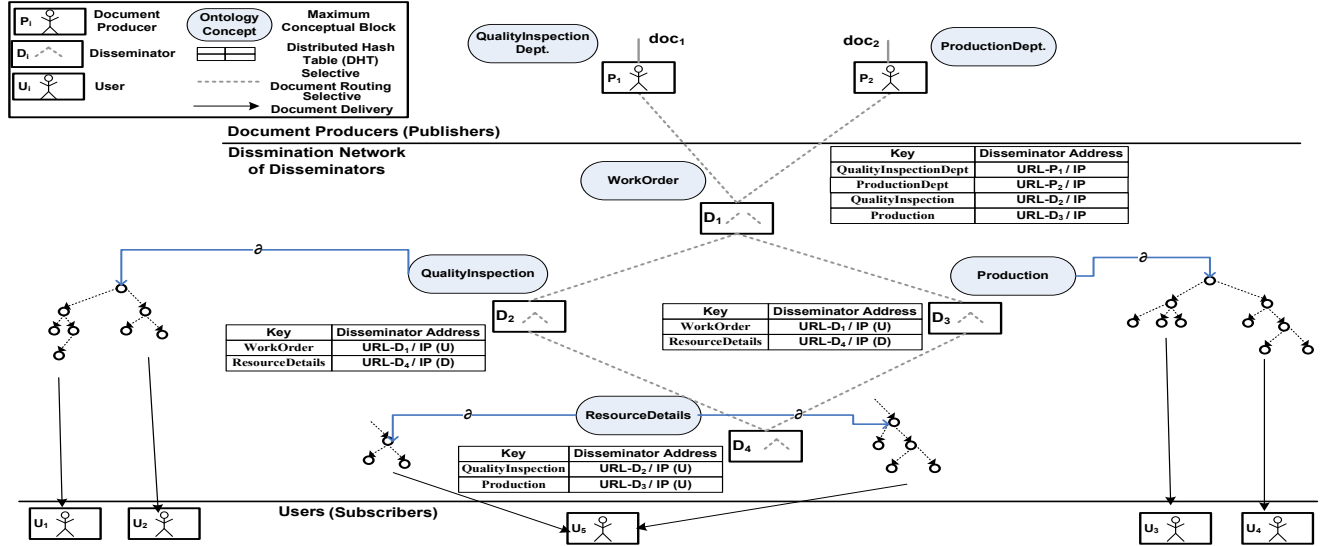 Pi Document Producer
Ontology Concept
Maximum Conceptual Block
Di Disseminator
Distributed Hash Table (DHT)
Ui User
Selective Document Routing
Selective Document Delivery
QualityInspection Dept.
doc1
doc2
ProductionDept.
P1
P2
Document Producers (Publishers)
Dissmination Network of Disseminators
WorkOrder
D1
Key Disseminator Address
QualityInspectionDept URL-P1 / IP
ProductionDept URL-P2 / IP
QualityInspection URL-D2 / IP
Production URL-D3 / IP
∂
∂
QualityInspection
Production
D2
D3
Key Disseminator Address
WorkOrder URL-D1 / IP (U)
ResourceDetails URL-D4 / IP (D)
Key Disseminator Address
WorkOrder URL-D1 / IP (U)
ResourceDetails URL-D4 / IP (D)
∂
ResourceDetails
∂
D4
Key Disseminator Address
QualityInspection URL-D2 / IP (U)
Production URL-D3 / IP (U)
Users (Subscribers)
U1
U2
U5
U3
U4